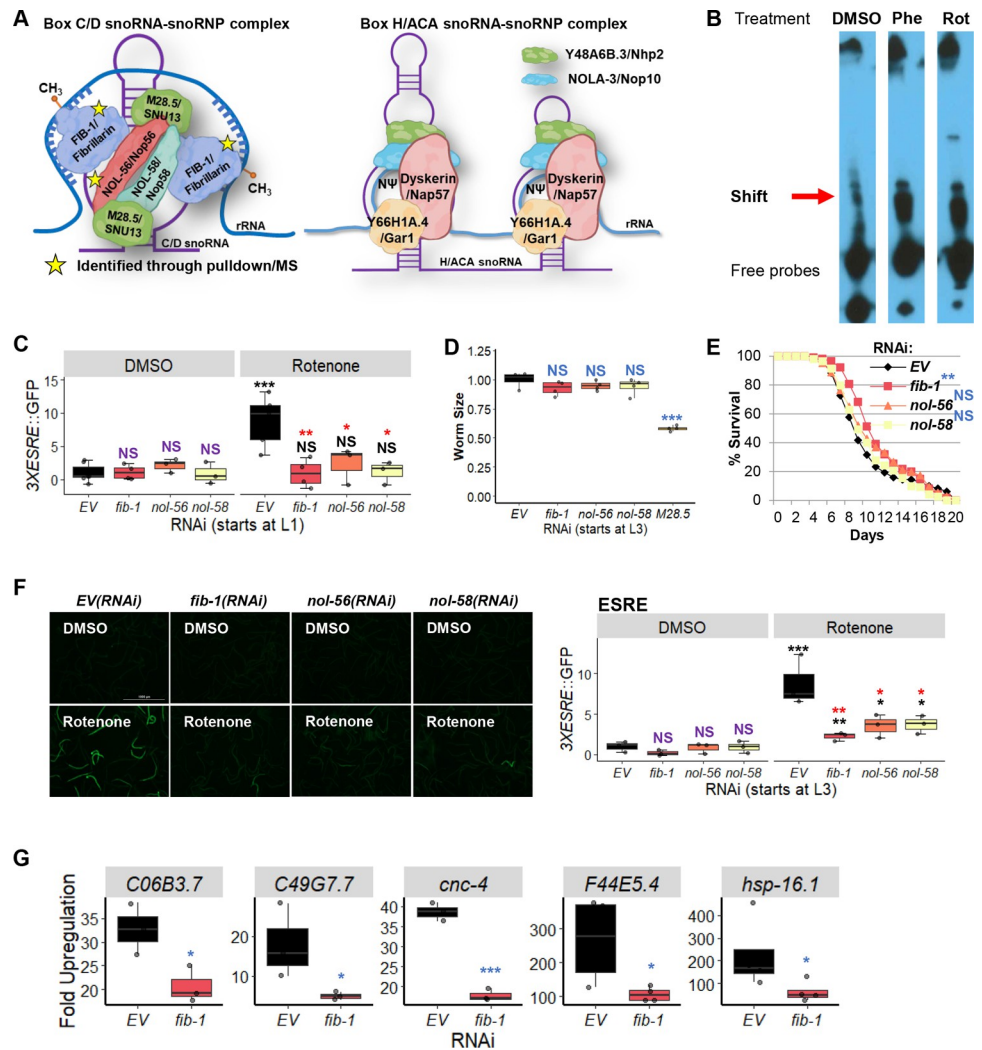 A
Box C/D snoRNA-snoRNP complex
CH3
M28.5/
SNU13
FIB-1/
Fibrillarin
NOL-56/Nop56
NOL-58/
Nop58
FIB-1/
Fibrillarin
CH3
M28.5/
SNU13
rRNA
C/D snoRNA
Identified through pulldown/MS
Box H/ACA snoRNA-snoRNP complex
Y48A6B.3/Nhp2
NOLA-3/Nop10
NΨ
Dyskerin
/Nap57
Y66H1A.4
/Gar1
NΨ
Dyskerin
/Nap57
Y66H1A.4
/Gar1
rRNA
H/ACA snoRNA
B
Treatment DMSO Phe Rot
Shift
Free probes
C
DMSO Rotenone
3XESRE::GFP
15
10
5
0
NS NS NS
***
** * *
NS NS NS
EV fib-1 nol-56 nol-58 EV fib-1 nol-56 nol-58
RNAi (starts at L1)
D
Worm Size
1.25
1.00
0.75
0.50
0.25
0.00
NS NS NS
***
EV fib-1 nol-56 nol-58 M28.5
RNAi (starts at L3)
E
RNAi:
EV
fib-1 **
nol-56 NS
nol-58 NS
% Survival
100
80
60
40
20
0
0 2 4 6 8 10 12 14 16 18 20
Days
F
EV(RNAi) fib-1(RNAi) nol-56(RNAi) nol-58(RNAi)
DMSO DMSO DMSO DMSO
Rotenone Rotenone Rotenone Rotenone
ESRE
DMSO Rotenone
3XESRE::GFP
10
5
0
NS NS NS
***
** * *
** * *
EV fib-1 nol-56 nol-58 EV fib-1 nol-56 nol-58
RNAi (starts at L3)
G
Fold Upregulation
C06B3.7 C49G7.7 cnc-4 F44E5.4 hsp-16.1
35
30
25
20
*
20
10
*
40
35
30
25
20
***
300
200
100
*
400
300
200
100
*
EV fib-1 EV fib-1 EV fib-1 EV fib-1 EV fib-1
RNAi